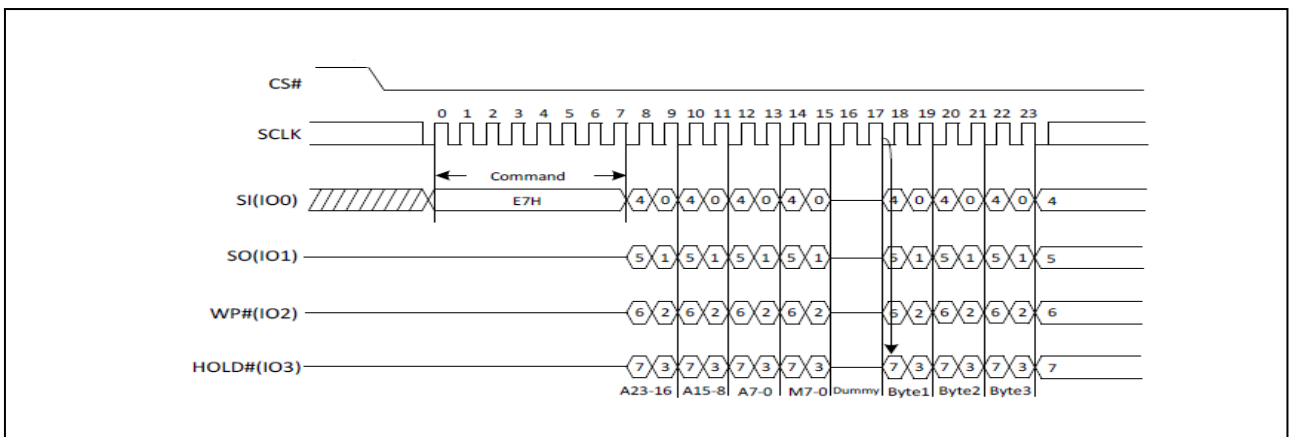 CS#
0 1 2 3 4 5 6 7 8 9 10 11 12 13 14 15 16 17 18 19 20 21 22 23
SCLK
Command
SI(IO0) E7H 4 0 4 0 4 0 4 0 4 0 4 0 4 0 4
SO(IO1) 5 1 5 1 5 1 5 1 5 1 5 1 5 1 5
WP#(IO2) 6 2 6 2 6 2 6 2 6 2 6 2 6 2 6
HOLD#(IO3) 7 3 7 3 7 3 7 3 7 3 7 3 7 3 7
A23-16 A15-8 A7-0 M7-0 Dummy Byte1 Byte2 Byte3